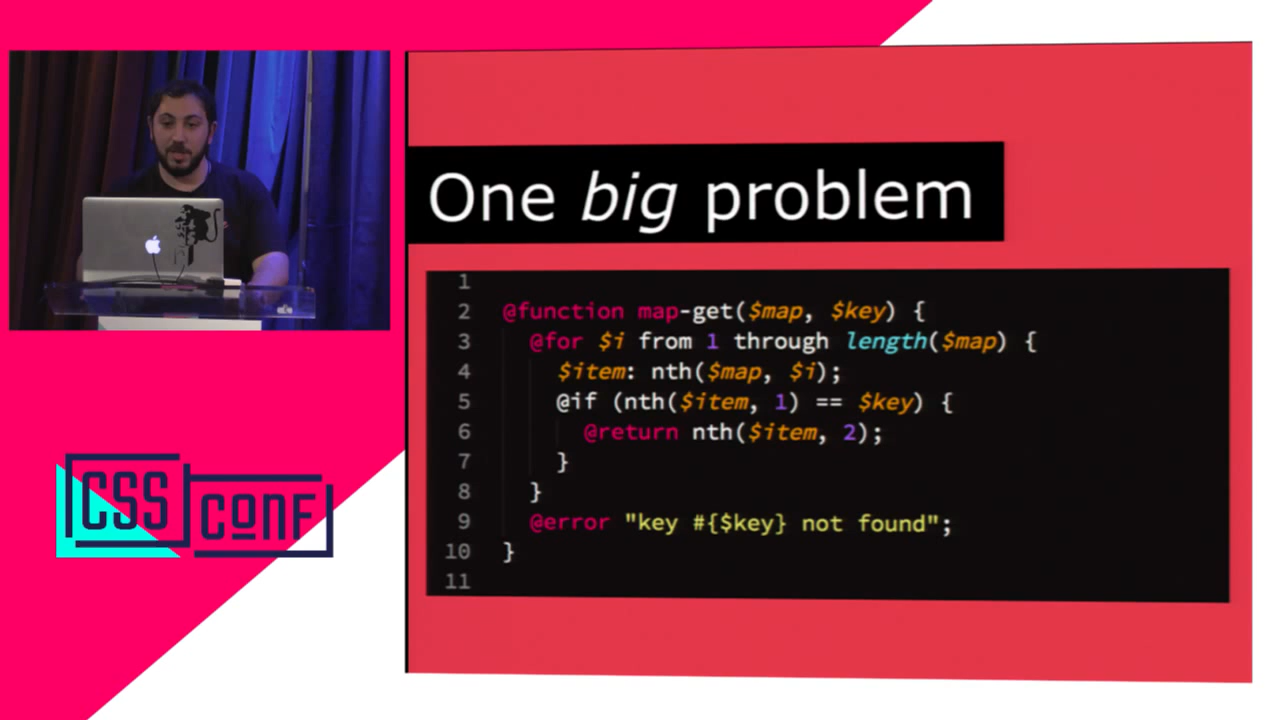 One big problem
1
2 @function map-get($map, $key) {
3 @for $i from 1 through length($map) {
4 $item: nth($map, $i);
5 @if (nth($item, 1) == $key) {
6 @return nth($item, 2);
7 }
8 }
9 @error "key #{$key} not found";
10 }
11
CSS
CONF